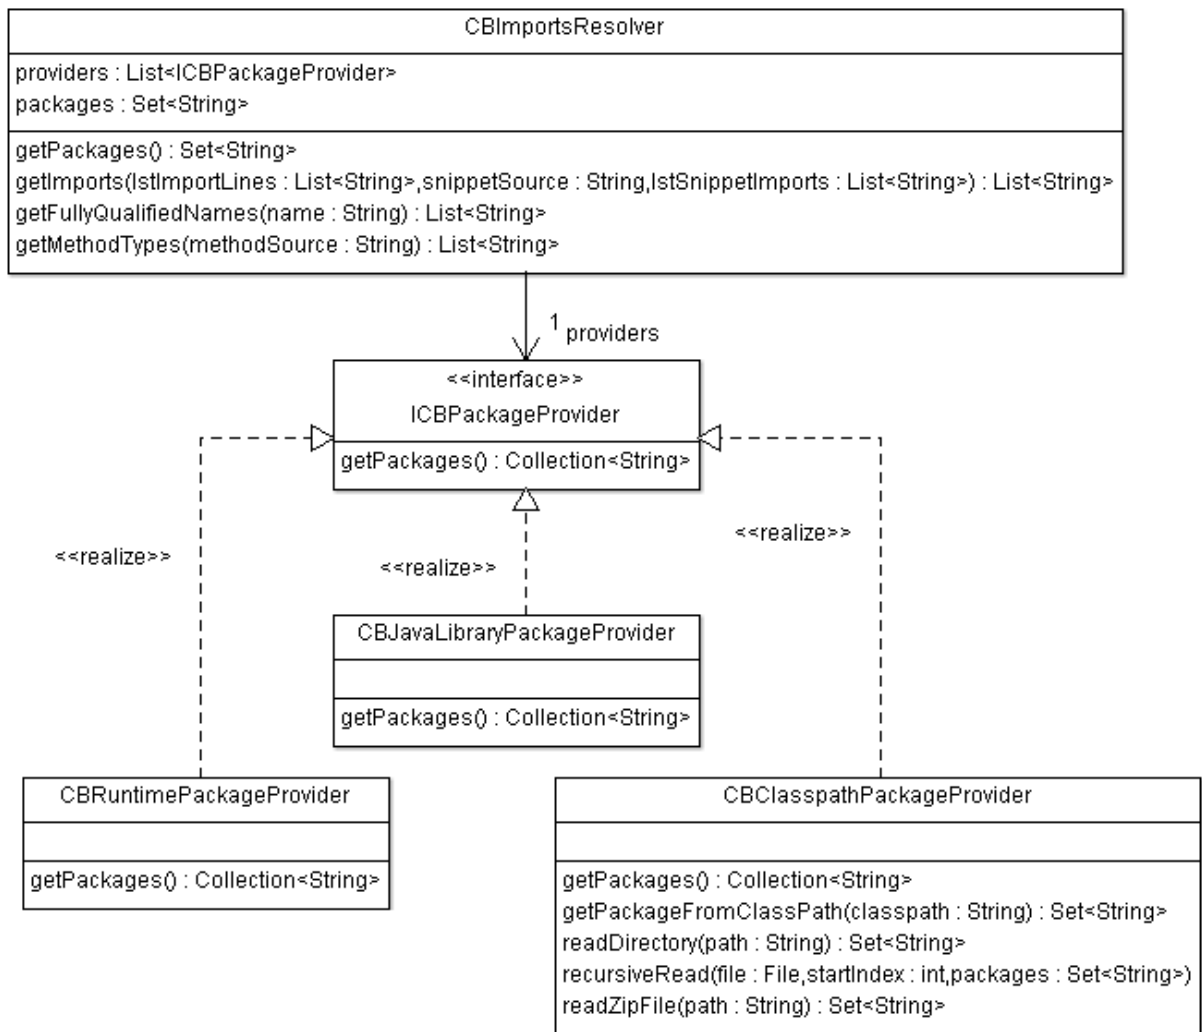 CBImportsResolver
providers : List<ICBPackageProvider>
packages : Set<String>
getPackages() : Set<String>
getImports(lstImportLines : List<String>,snippetSource : String,lstSnippetImports : List<String>) : List<String>
getFullyQualifiedNames(name : String) : List<String>
getMethodTypes(methodSource : String) : List<String>
1
providers
<<interface>>
ICBPackageProvider
getPackages() : Collection<String>
<<realize>>
<<realize>>
<<realize>>
CBJavaLibraryPackageProvider
getPackages() : Collection<String>
CBRuntimePackageProvider
getPackages() : Collection<String>
CBClasspathPackageProvider
getPackages() : Collection<String>
getPackageFromClassPath(classpath : String) : Set<String>
readDirectory(path : String) : Set<String>
recursiveRead(file : File,startIndex : int,packages : Set<String>)
readZipFile(path : String) : Set<String>